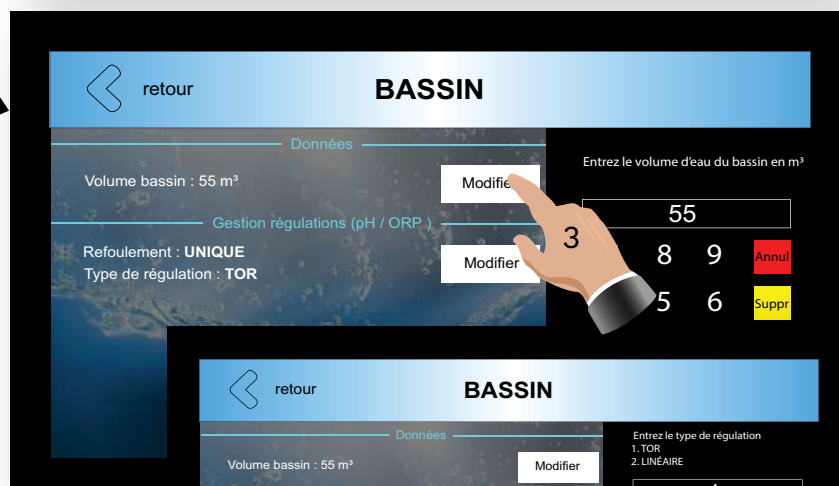 retour
BASSIN
Données
Volume bassin : 55 m³
Entrez le volume d'eau du bassin en m³
55
3
Gestion régulations (pH / ORP )
Refoulement : UNIQUE
Type de régulation : TOR
Modifier
8 9 Annul
5 6 Suppr
retour
BASSIN
Données
Volume bassin : 55 m³
Modifier
Entrez le type de régulation
1. TOR
2. LINÉAIRE